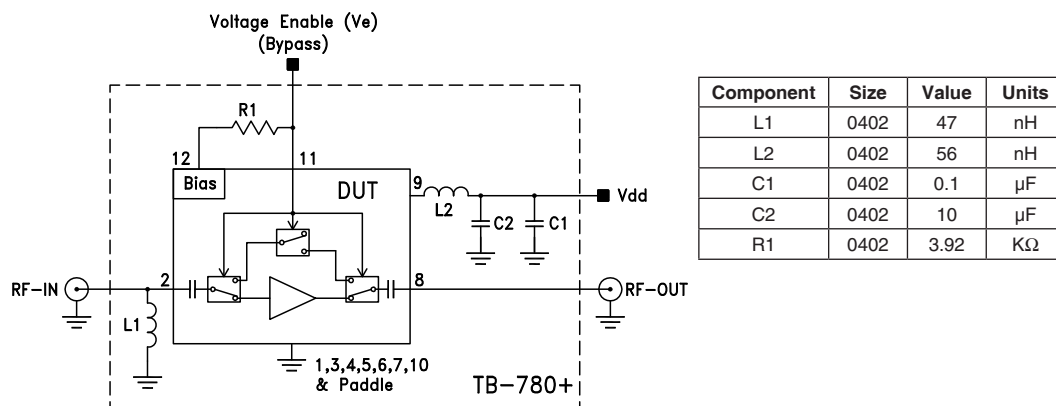 Voltage Enable (Ve)
(Bypass)
R1
12
11
Bias
DUT
9
L2
Vdd
C2
C1
RF-IN
2
8
RF-OUT
L1
1,3,4,5,6,7,10
& Paddle
TB-780+
Component Size Value Units
L1 0402 47 nH
L2 0402 56 nH
C1 0402 0.1 µF
C2 0402 10 µF
R1 0402 3.92 KΩ